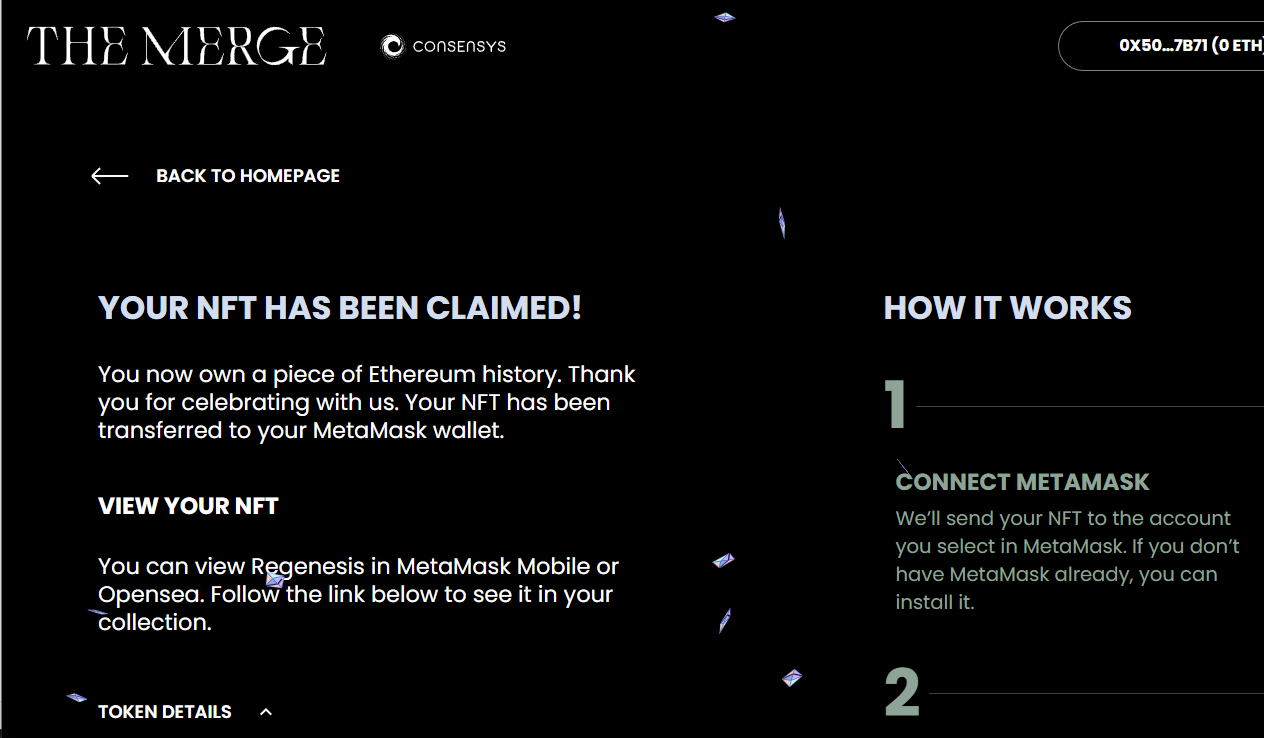 THE MERGE
CONSENSYS
0X50...7B71 (0 ETH)
BACK TO HOMEPAGE
YOUR NFT HAS BEEN CLAIMED!
You now own a piece of Ethereum history. Thank
you for celebrating with us. Your NFT has been
transferred to your MetaMask wallet.
VIEW YOUR NFT
You can view Regenesis in MetaMask Mobile or
Opensea. Follow the link below to see it in your
collection.
TOKEN DETAILS
HOW IT WORKS
1
CONNECT METAMASK
We’ll send your NFT to the account
you select in MetaMask. If you don’t
have MetaMask already, you can
install it.
2